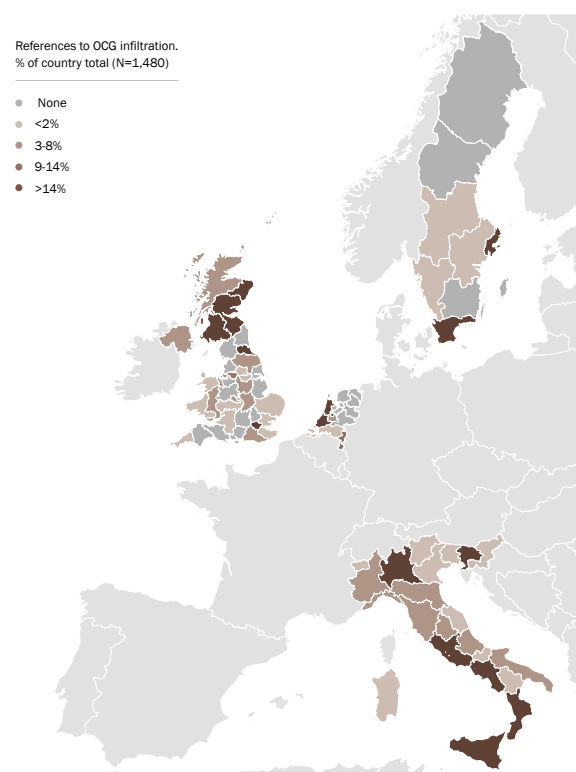 References to OCG infiltration.
% of country total (N=1,480)
None
<2%
3-8%
9-14%
>14%